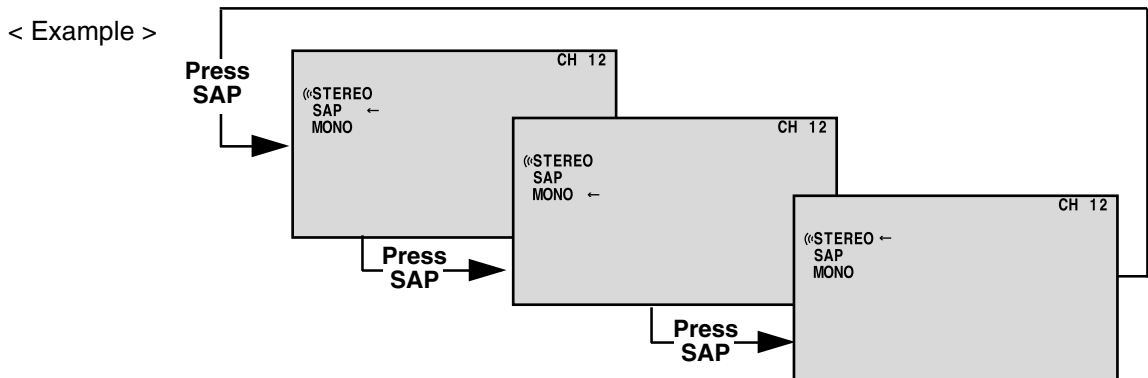 < Example >
Press
SAP
CH 12
((STEREO
SAP ←
MONO
Press
SAP
CH 12
((STEREO
SAP
MONO ←
Press
SAP
CH 12
((STEREO ←
SAP
MONO